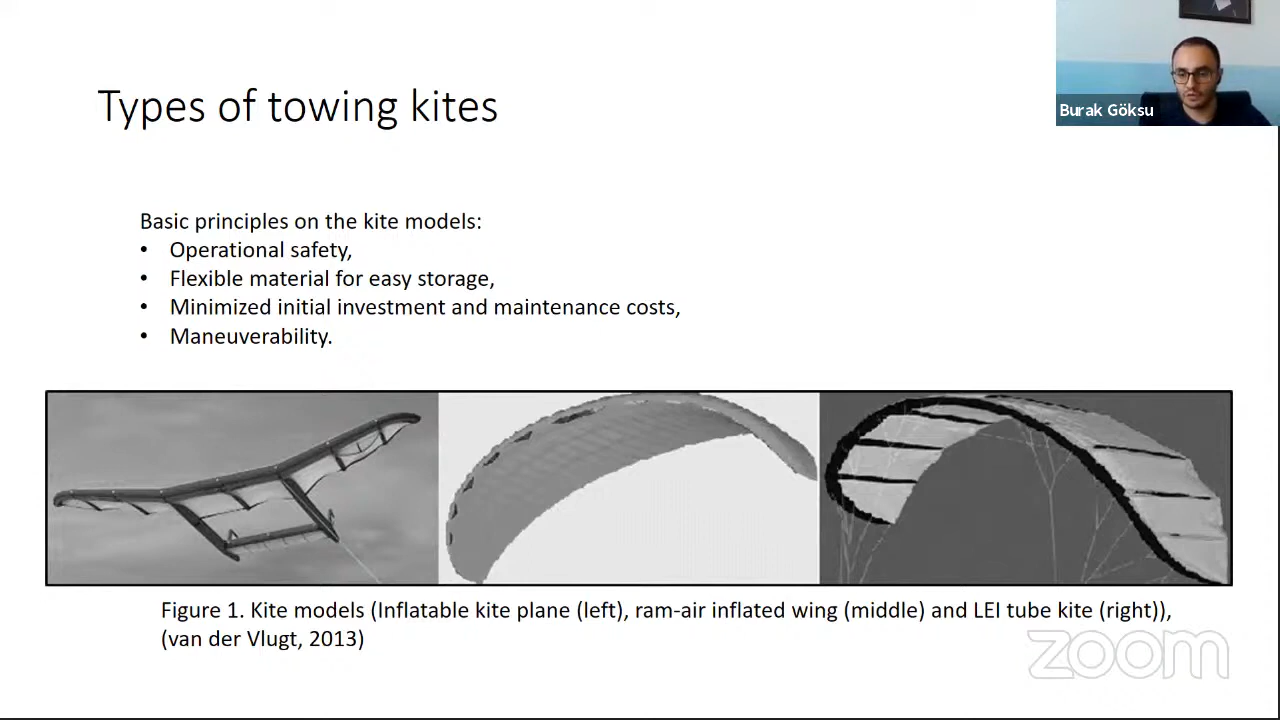 Types of towing kites
Burak Göksu
Basic principles on the kite models:
• Operational safety,
• Flexible material for easy storage,
• Minimized initial investment and maintenance costs,
• Maneuverability.
Figure 1. Kite models (Inflatable kite plane (left), ram-air inflated wing (middle) and LEI tube kite (right)),
(van der Vlugt, 2013)
zoom